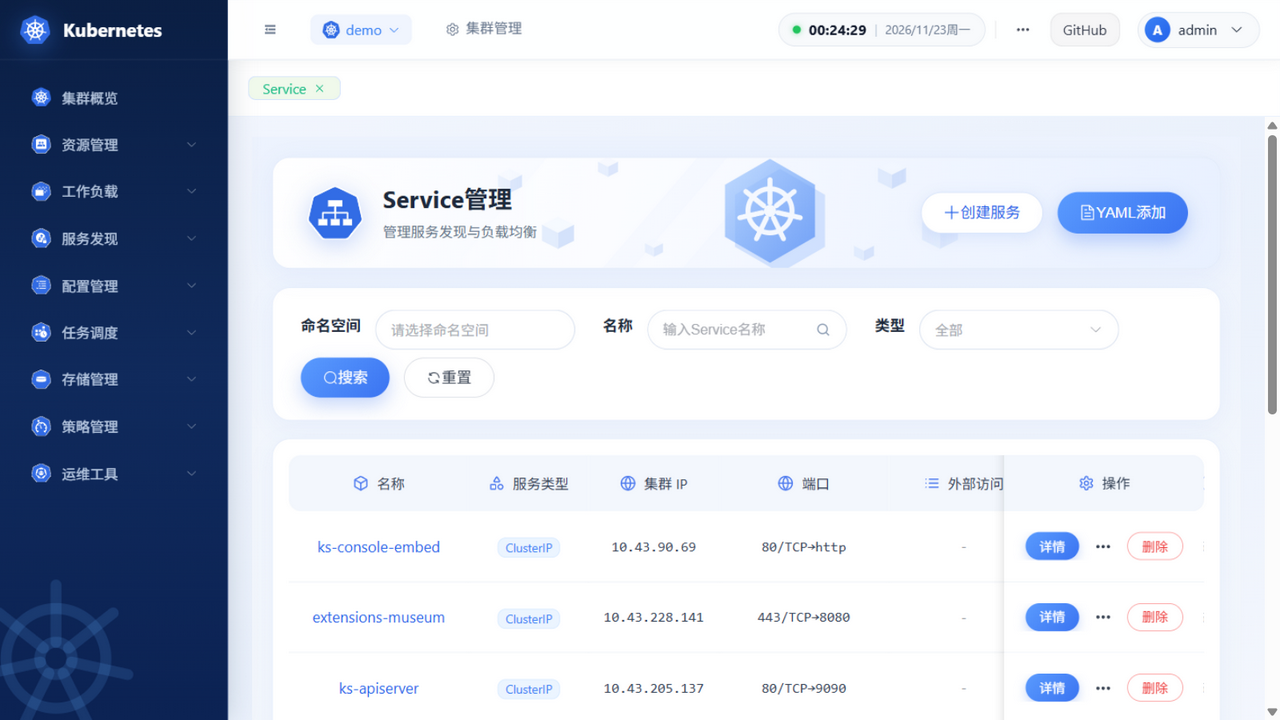 Kubernetes
demo
集群管理
00:24:29
2026/11/23周一
GitHub
A
admin
集群概览
资源管理
工作负载
服务发现
配置管理
任务调度
存储管理
策略管理
运维工具
Service
Service管理
管理服务发现与负载均衡
创建服务
YAML添加
命名空间
请选择命名空间
名称
输入Service名称
类型
全部
搜索
重置
名称 服务类型 集群 IP 端口 外部访问 操作
ks-console-embed ClusterIP 10.43.90.69 80/TCP→http - 详情 删除
extensions-museum ClusterIP 10.43.228.141 443/TCP→8080 - 详情 删除
ks-apiserver ClusterIP 10.43.205.137 80/TCP→9090 - 详情 删除